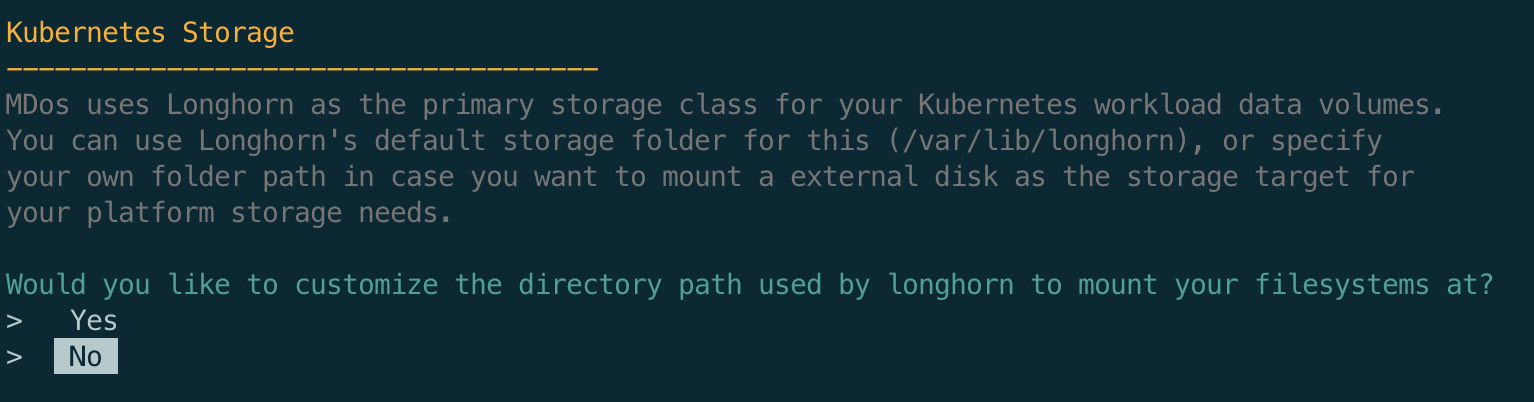 Kubernetes Storage
-------------------------------------
MDos uses Longhorn as the primary storage class for your Kubernetes workload data volumes.
You can use Longhorn's default storage folder for this (/var/lib/longhorn), or specify
your own folder path in case you want to mount a external disk as the storage target for
your platform storage needs.
Would you like to customize the directory path used by longhorn to mount your filesystems at?
> Yes
> No